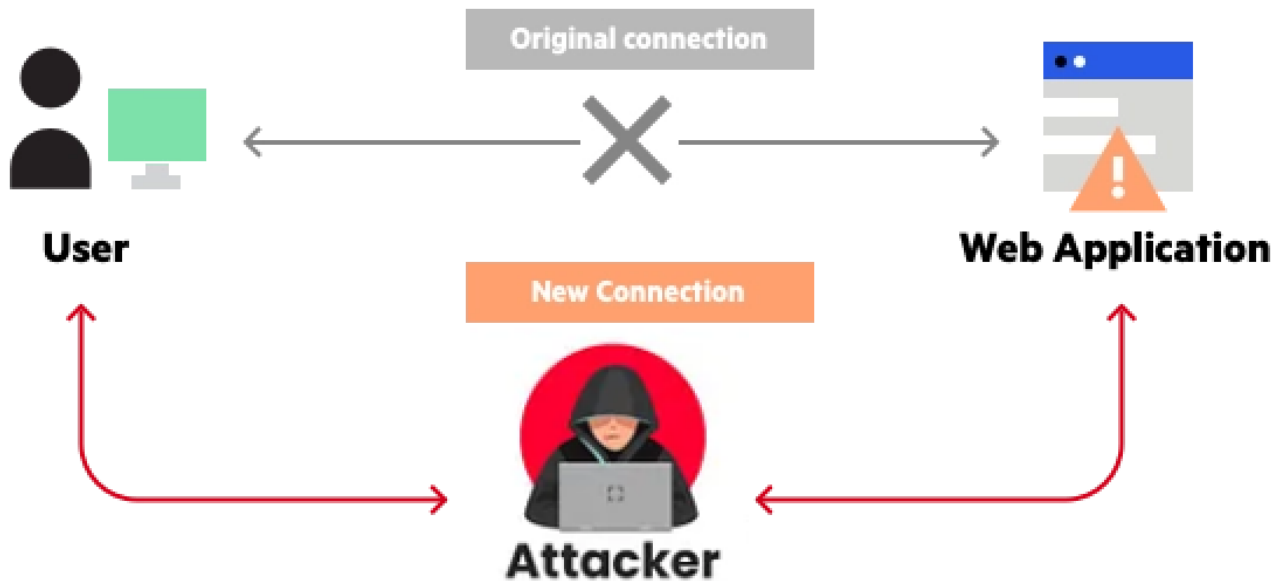 Original connection
User
Web Application
New Connection
Attacker